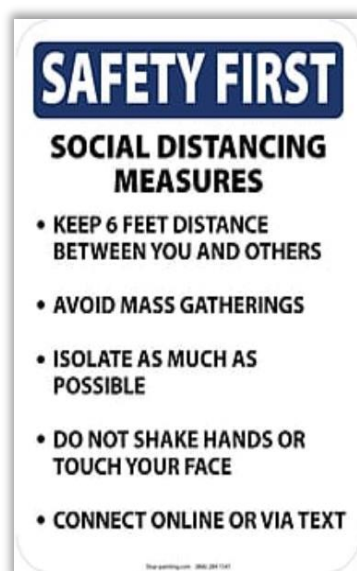 SAFETY FIRST
SOCIAL DISTANCING
MEASURES
• KEEP 6 FEET DISTANCE
BETWEEN YOU AND OTHERS
• AVOID MASS GATHERINGS
• ISOLATE AS MUCH AS
POSSIBLE
• DO NOT SHAKE HANDS OR
TOUCH YOUR FACE
• CONNECT ONLINE OR VIA TEXT